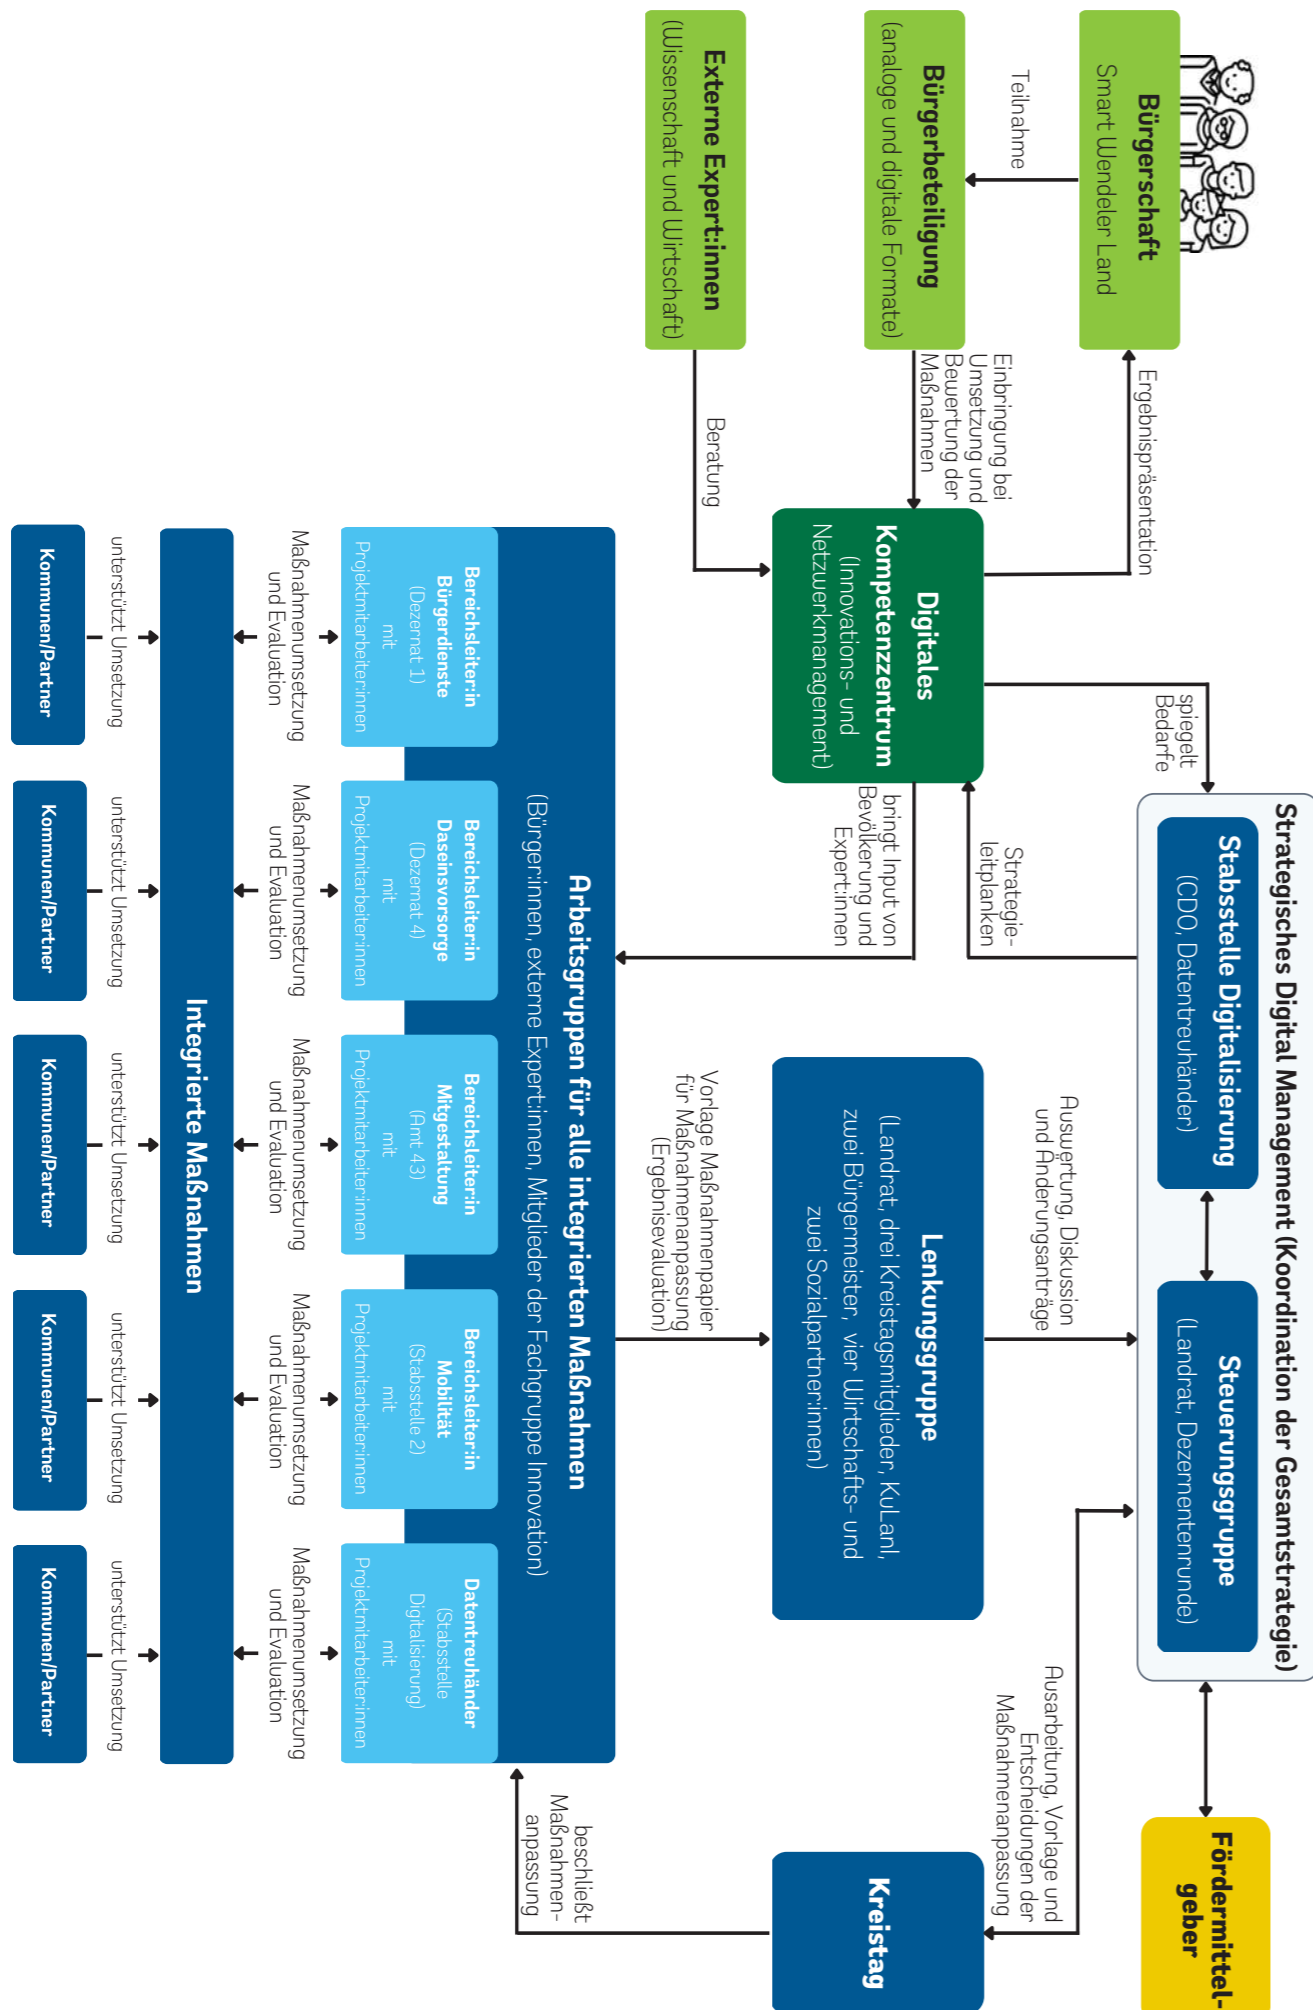 Bürgerschaft
Smart Wendeler Land
Teilnahme
Ergebnispräsentation
Bürgerbeteiligung
(analoge und digitale Formate)
Einbringung bei
Umsetzung und
Bewertung der
Maßnahmen
Externe Expert:innen
(Wissenschaft und Wirtschaft)
Beratung
Digitales
Kompetenzzentrum
(Innovations- und
Netzwerkmanagement)
spiegelt
Bedarfe
Strategie-
leitplanken
bringt Input von
Bevölkerung und
Expert:innen
Strategisches Digital Management (Koordination der Gesamtstrategie)
Stabsstelle Digitalisierung
(CDO, Datentreuhänder)
Steuerungsgruppe
(Landrat, Dezernentenrunde)
Fördermittel-
geber
Auswertung, Diskussion
und Änderungsanträge
Ausarbeitung, Vorlage und
Entscheidungen der
Maßnahmenanpassung
Lenkungsgruppe
(Landrat, drei Kreistagsmitglieder, KuLanI,
zwei Bürgermeister, vier Wirtschafts- und
zwei Sozialpartner:innen)
Kreistag
Vorlage Maßnahmenpapier
für Maßnahmenanpassung
(Ergebnisevaluation)
beschließt
Maßnahmen-
anpassung
Arbeitsgruppen für alle integrierten Maßnahmen
(Bürger:innen, externe Expert:innen, Mitglieder der Fachgruppe Innovation)
Bereichsleiter:in
Bürgerdienste
(Dezernat 1)
mit
Projektmitarbeiter:innen
Bereichsleiter:in
Daseinsvorsorge
(Dezernat 4)
mit
Projektmitarbeiter:innen
Bereichsleiter:in
Mitgestaltung
(Amt 43)
mit
Projektmitarbeiter:innen
Bereichsleiter:in
Mobilität
(Stabsstelle 2)
mit
Projektmitarbeiter:innen
Datentreuhänder
(Stabsstelle
Digitalisierung)
mit
Projektmitarbeiter:innen
Maßnahmenumsetzung
und Evaluation
Maßnahmenumsetzung
und Evaluation
Maßnahmenumsetzung
und Evaluation
Maßnahmenumsetzung
und Evaluation
Maßnahmenumsetzung
und Evaluation
Integrierte Maßnahmen
unterstützt Umsetzung
unterstützt Umsetzung
unterstützt Umsetzung
unterstützt Umsetzung
unterstützt Umsetzung
Kommunen/Partner
Kommunen/Partner
Kommunen/Partner
Kommunen/Partner
Kommunen/Partner